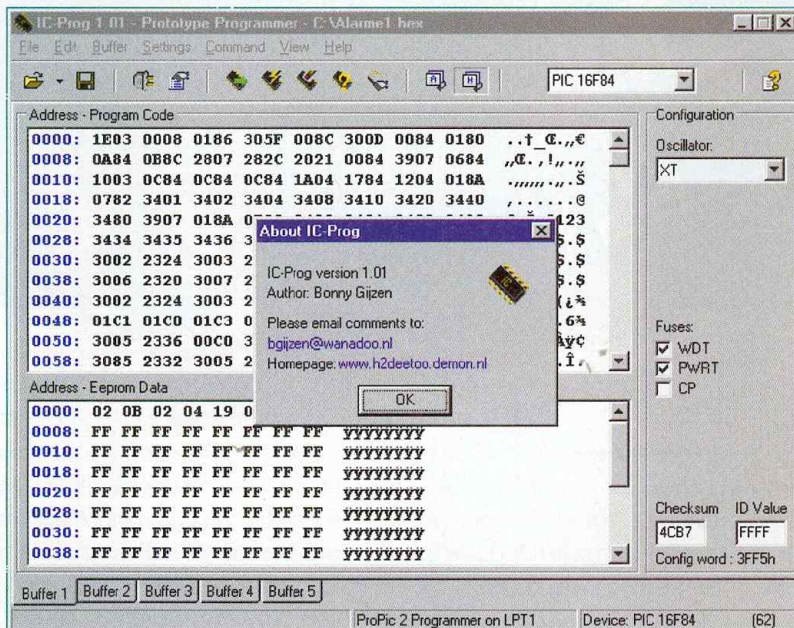 IC-Prog 1.01 - Prototype Programmer - C:\Alarme1.hex
File Edit Buffer Settings Command View Help
PIC 16F84
Address - Program Code
0000: 1E03 0008 0186 305F 008C 300D 0084 0180 ..†_Œ.„€
0008: 0A84 0B8C 2807 282C 2021 0084 3907 0684 „Œ.,!„.„
0010: 1003 0C84 0C84 0C84 1A04 1784 1204 018A .„„„.„.Š
0018: 0782 3401 3402 3404 3408 3410 3420 3440 ‚......@
0020: 3480 3907 018A 123
0028: 3434 3435 3436 $.$
0030: 3002 2324 3003 $.$
0038: 3006 2320 3007 $.$
0040: 3002 2324 3003 (¿¾
0048: 01C1 01C0 01C3 .6¾
0050: 3005 2336 00C0 Àÿ¢
0058: 3085 2332 3005 .Î.
About IC-Prog
IC-Prog version 1.01
Author: Bonny Gijzen
Please email comments to:
bgijzen@wanadoo.nl
Homepage: www.h2deetoo.demon.nl
OK
Address - Eeprom Data
0000: 02 0B 02 04 19
0008: FF FF FF FF FF FF FF FF ÿÿÿÿÿÿÿÿ
0010: FF FF FF FF FF FF FF FF ÿÿÿÿÿÿÿÿ
0018: FF FF FF FF FF FF FF FF ÿÿÿÿÿÿÿÿ
0020: FF FF FF FF FF FF FF FF ÿÿÿÿÿÿÿÿ
0028: FF FF FF FF FF FF FF FF ÿÿÿÿÿÿÿÿ
0030: FF FF FF FF FF FF FF FF ÿÿÿÿÿÿÿÿ
0038: FF FF FF FF FF FF FF FF ÿÿÿÿÿÿÿÿ
Configuration
Oscillator:
XT
Fuses:
WDT
PWRT
CP
Checksum ID Value
4CB7 FFFF
Config word : 3FF5h
Buffer 1 Buffer 2 Buffer 3 Buffer 4 Buffer 5
ProPic 2 Programmer on LPT1 Device: PIC 16F84 (62)